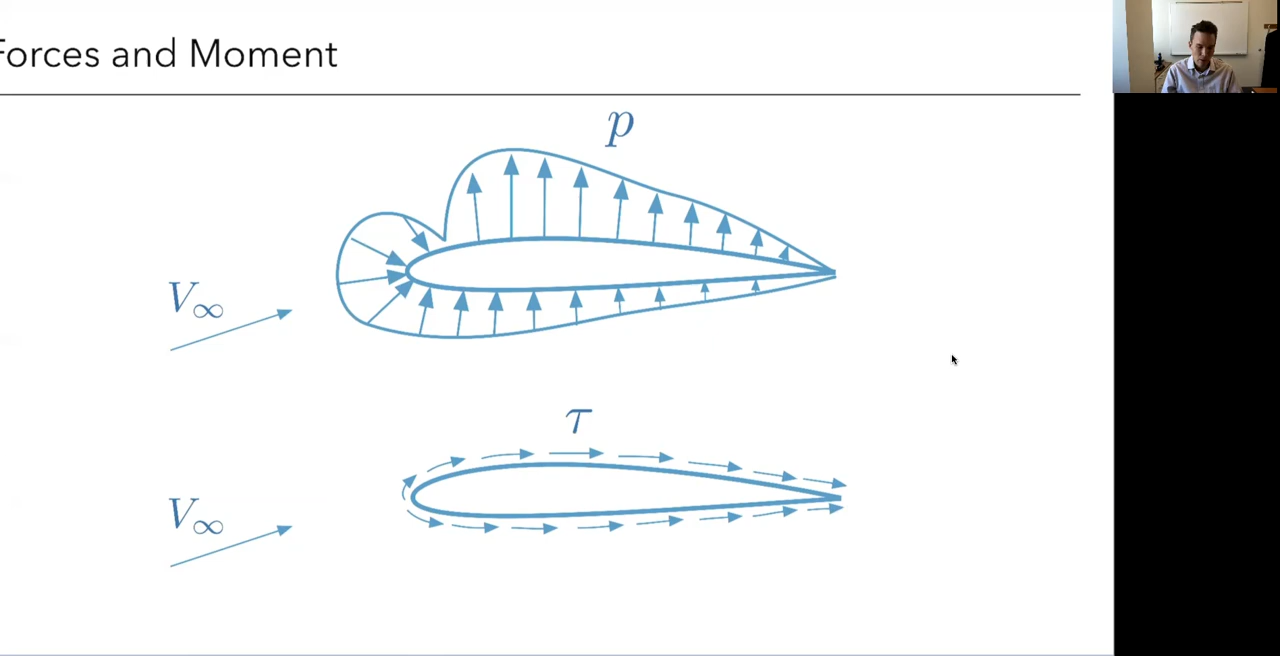 Forces and Moment
p
V∞
τ
V∞